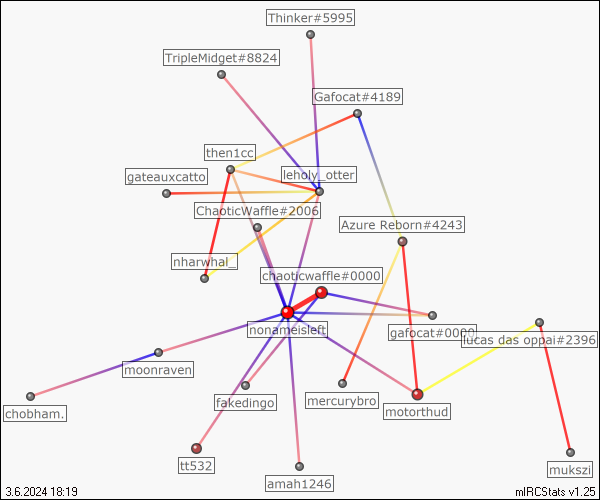 Thinker#5995
TripleMidget#8824
Gafocat#4189
then1cc
gateauxcatto
leholy_otter
ChaoticWaffle#2006
Azure Reborn#4243
nharwhal_
chaoticwaffle#0000
nonameisleft
gafocat#0000
lucas das oppai#2396
moonraven
chobham.
fakedingo
mercurybro
motorthud
tt532
amah1246
mukszi
3.6.2024 18:19
mIRCStats v1.25